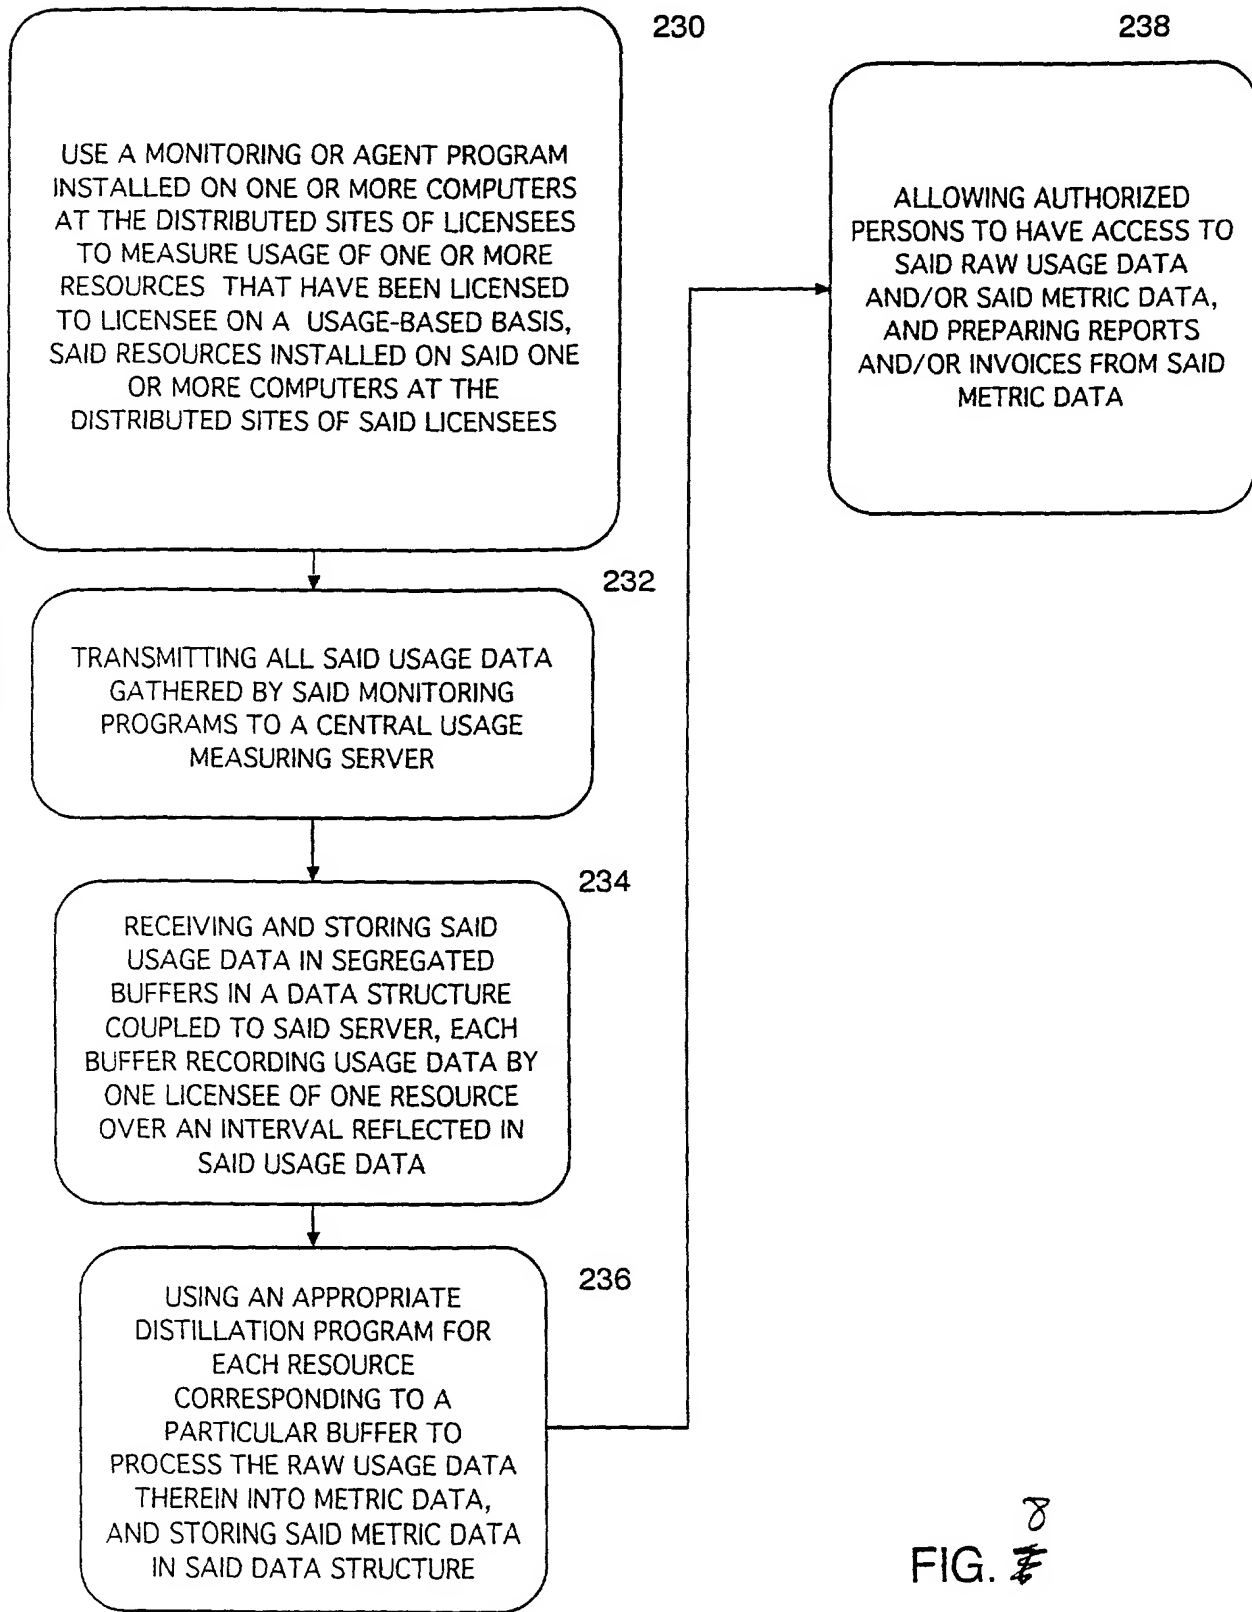 230
USE A MONITORING OR AGENT PROGRAM
INSTALLED ON ONE OR MORE COMPUTERS
AT THE DISTRIBUTED SITES OF LICENSEES
TO MEASURE USAGE OF ONE OR MORE
RESOURCES THAT HAVE BEEN LICENSED
TO LICENSEE ON A USAGE-BASED BASIS,
SAID RESOURCES INSTALLED ON SAID ONE
OR MORE COMPUTERS AT THE
DISTRIBUTED SITES OF SAID LICENSEES
232
TRANSMITTING ALL SAID USAGE DATA
GATHERED BY SAID MONITORING
PROGRAMS TO A CENTRAL USAGE
MEASURING SERVER
234
RECEIVING AND STORING SAID
USAGE DATA IN SEGREGATED
BUFFERS IN A DATA STRUCTURE
COUPLED TO SAID SERVER, EACH
BUFFER RECORDING USAGE DATA BY
ONE LICENSEE OF ONE RESOURCE
OVER AN INTERVAL REFLECTED IN
SAID USAGE DATA
236
USING AN APPROPRIATE
DISTILLATION PROGRAM FOR
EACH RESOURCE
CORRESPONDING TO A
PARTICULAR BUFFER TO
PROCESS THE RAW USAGE DATA
THEREIN INTO METRIC DATA,
AND STORING SAID METRIC DATA
IN SAID DATA STRUCTURE
238
ALLOWING AUTHORIZED
PERSONS TO HAVE ACCESS TO
SAID RAW USAGE DATA
AND/OR SAID METRIC DATA,
AND PREPARING REPORTS
AND/OR INVOICES FROM SAID
METRIC DATA
8
FIG.